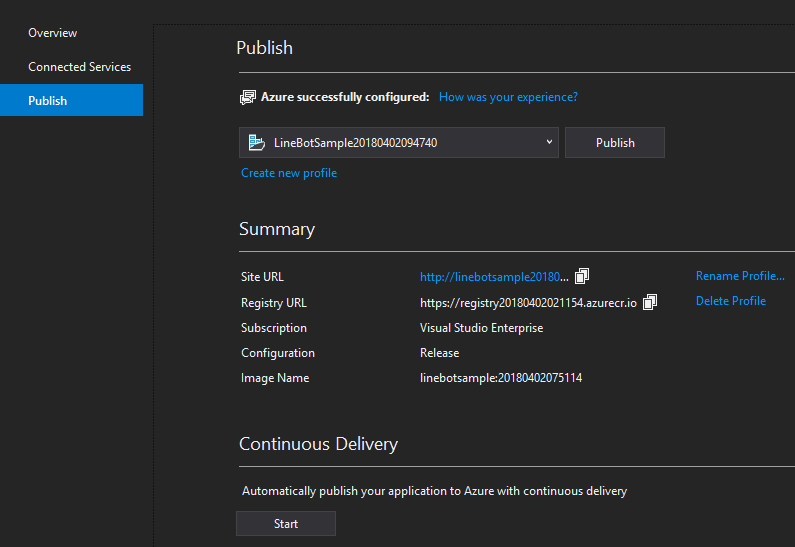 Overview
Connected Services
Publish
Publish
Azure successfully configured: How was your experience?
LineBotSample20180402094740 Publish
Create new profile
Summary
Site URL http://linebotsample20180... Rename Profile...
Registry URL https://registry20180402021154.azurecr.io Delete Profile
Subscription Visual Studio Enterprise
Configuration Release
Image Name linebotsample:20180402075114
Continuous Delivery
Automatically publish your application to Azure with continuous delivery
Start